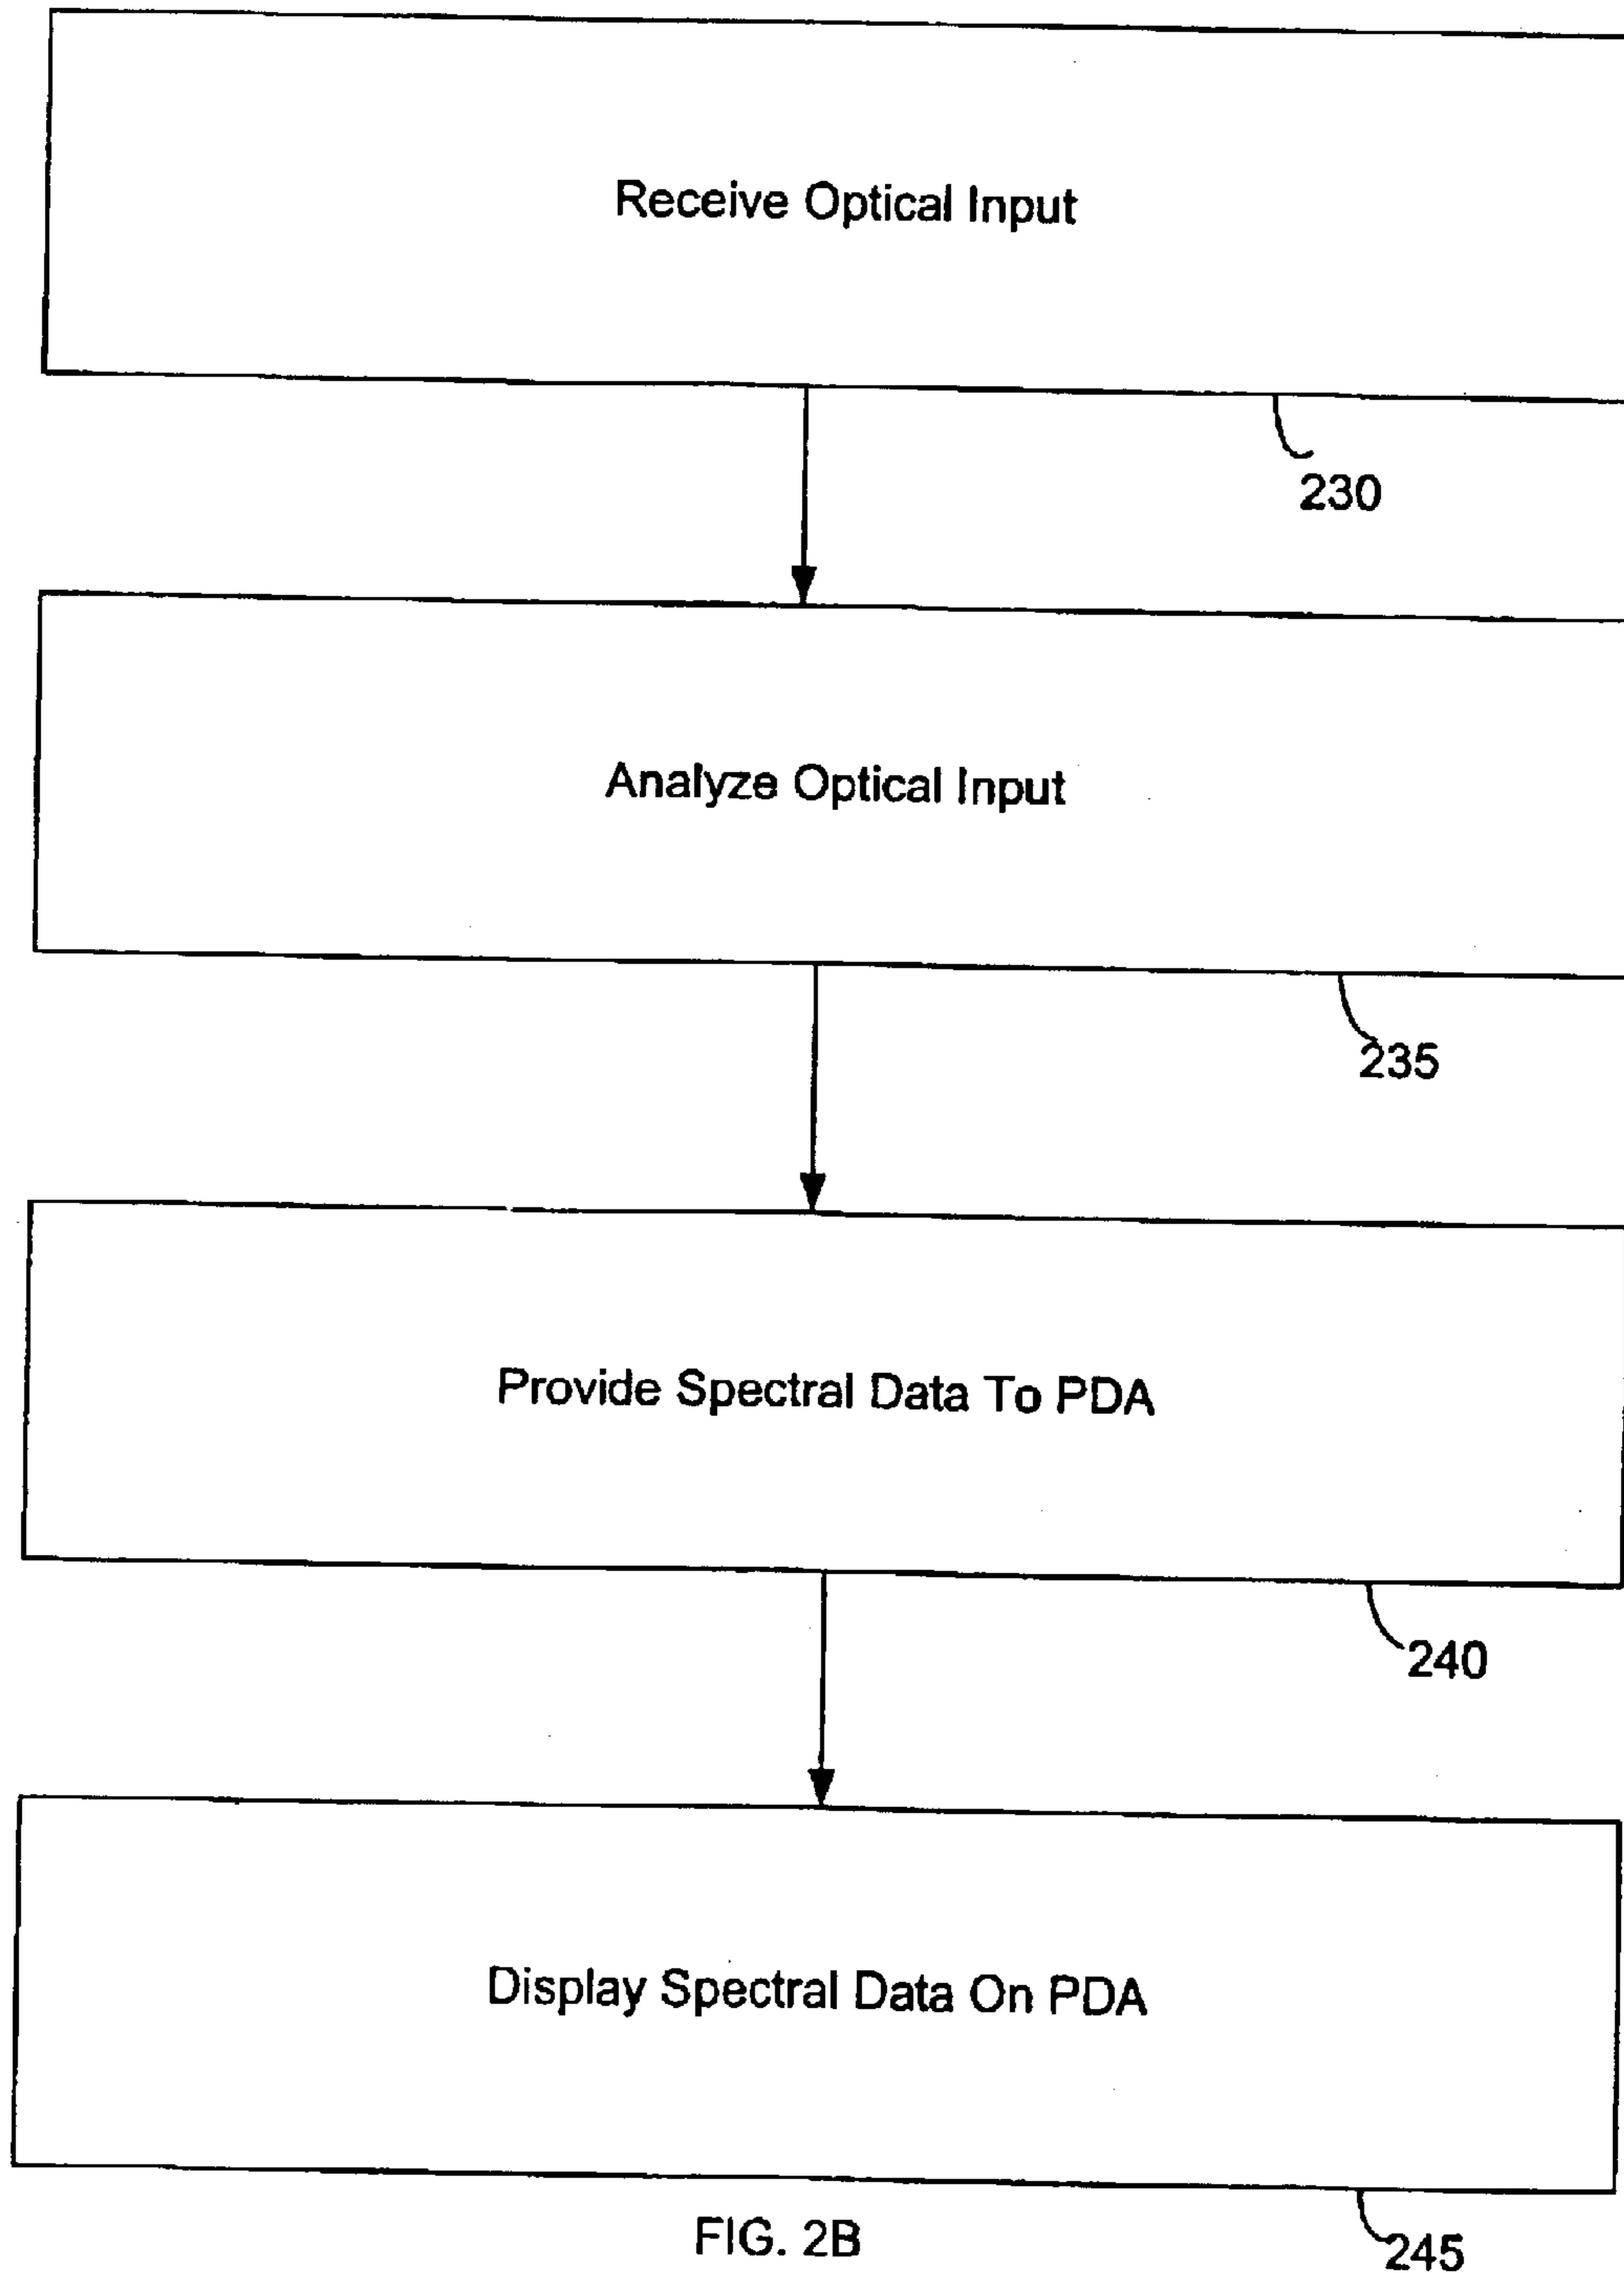 Receive Optical Input
230
Analyze Optical Input
235
Provide Spectral Data To PDA
240
Display Spectral Data On PDA
245
FIG. 2B